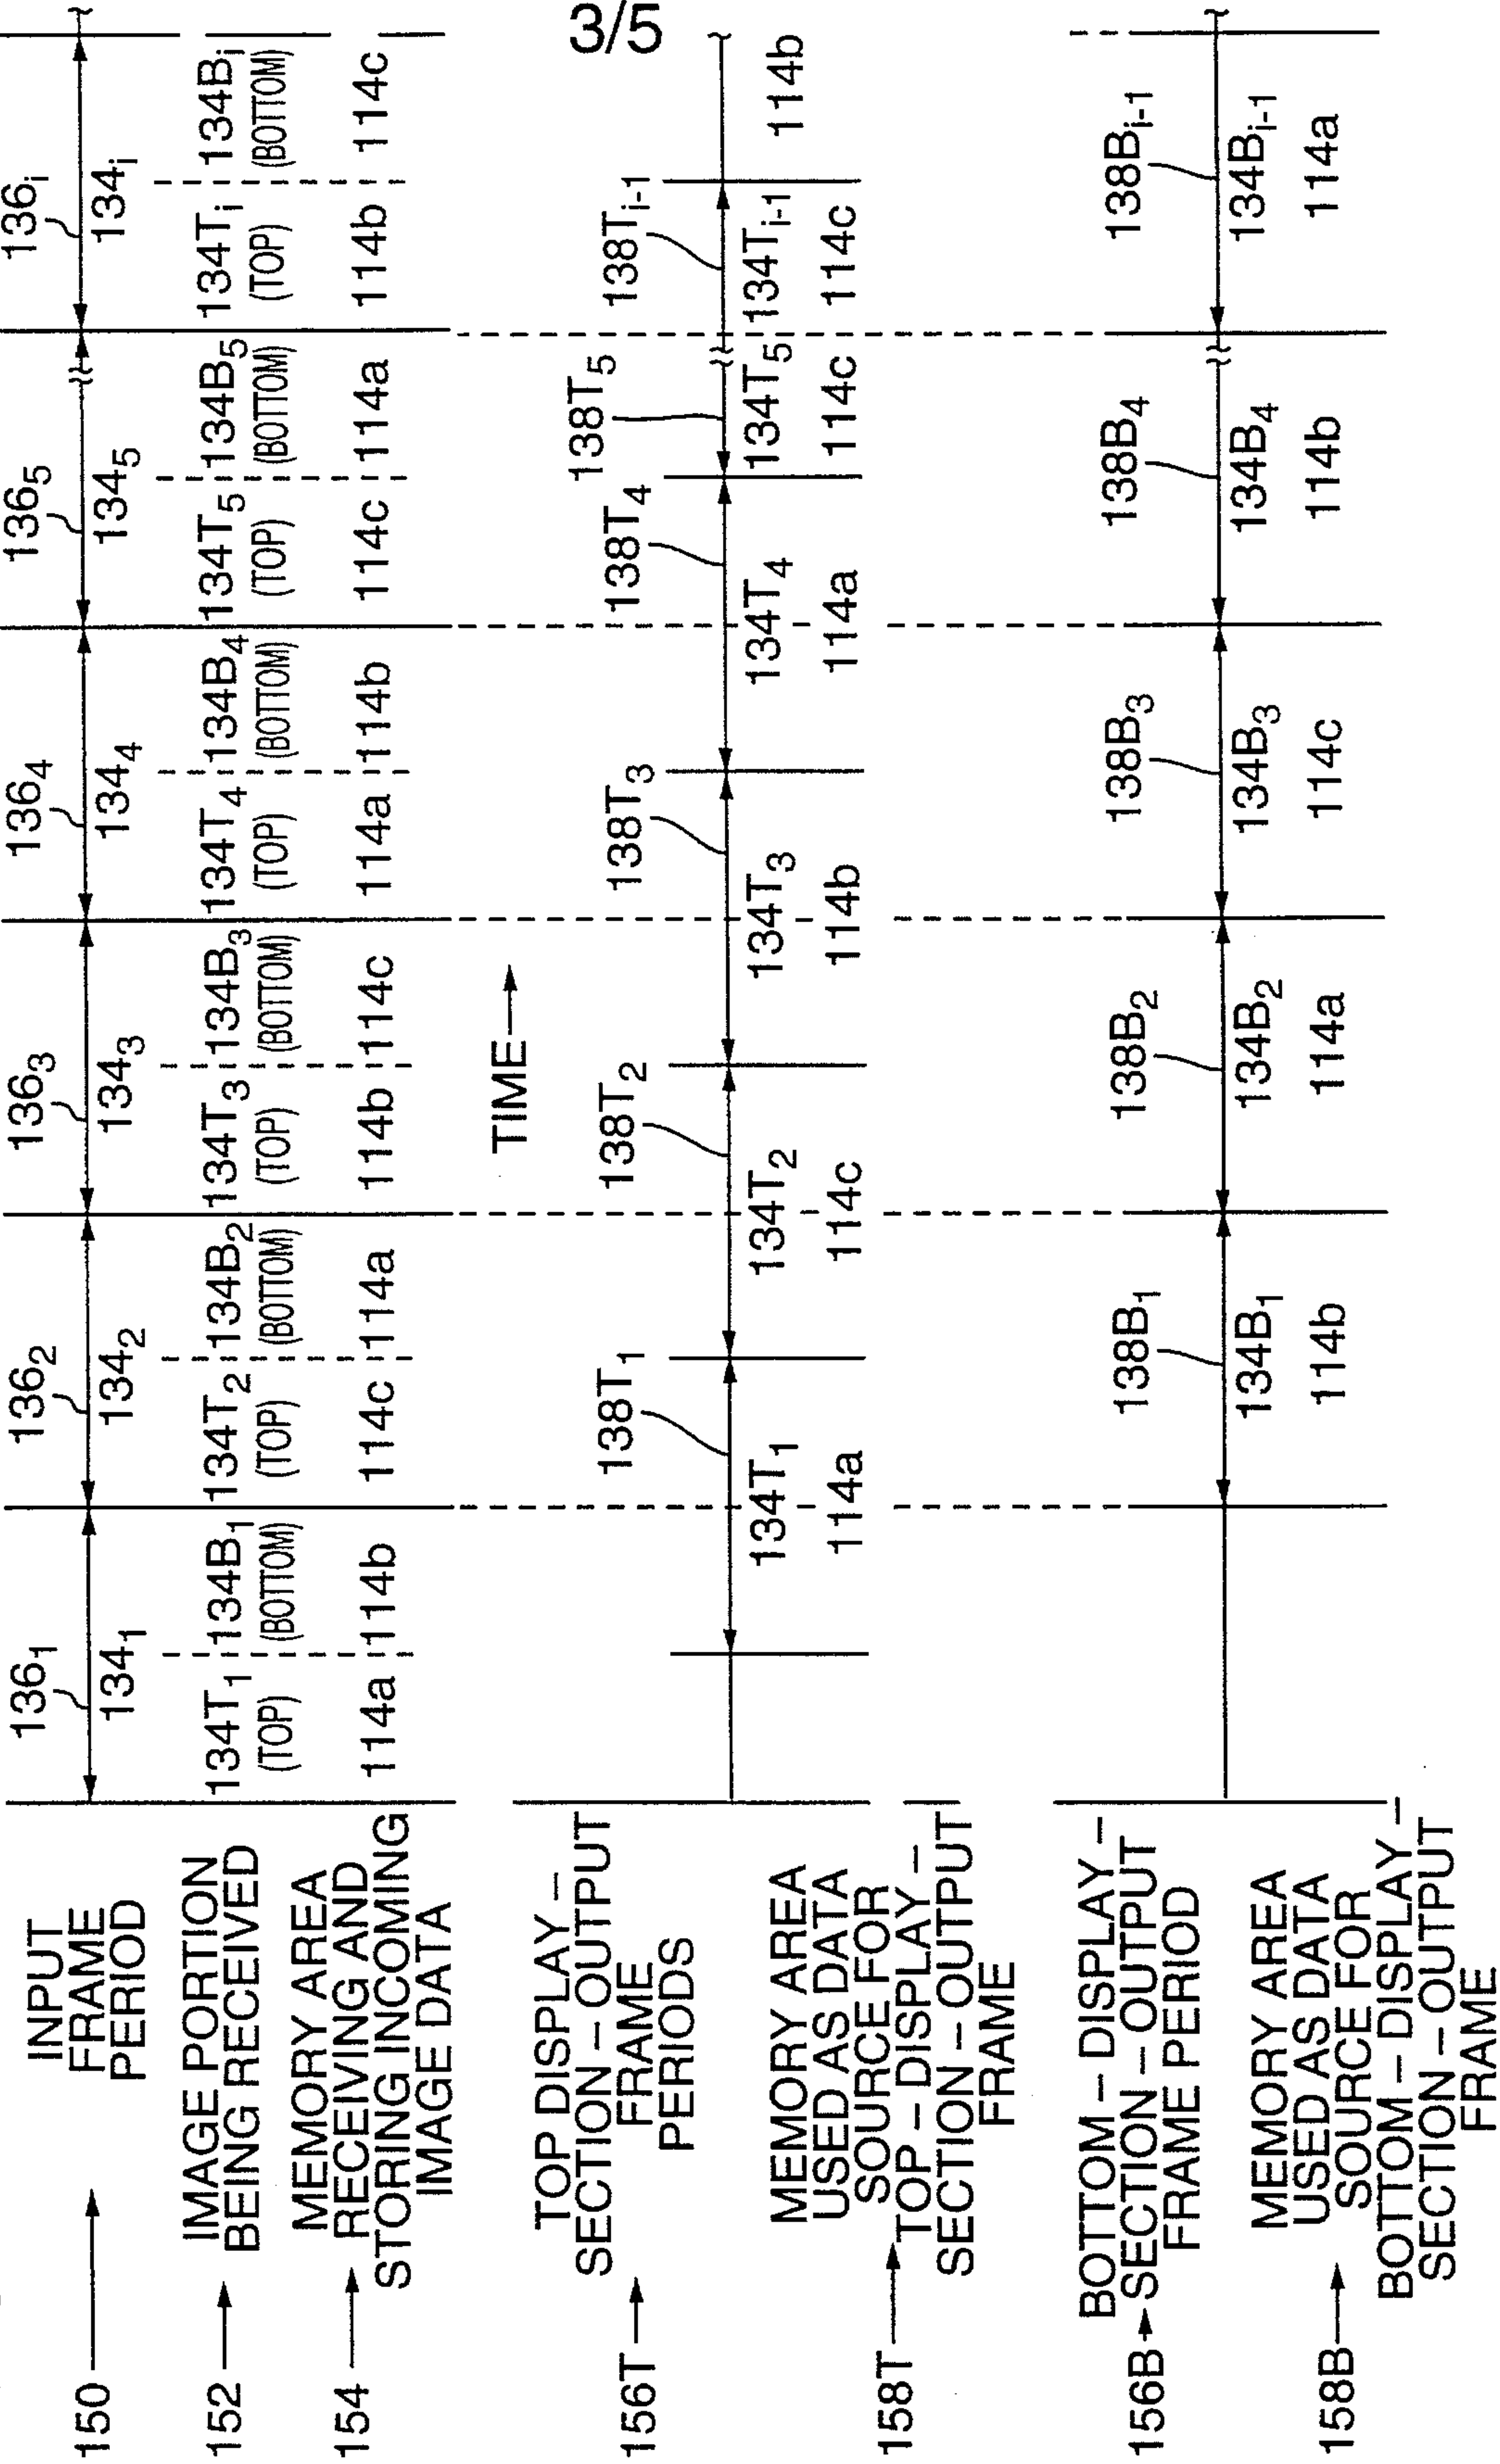 3/5
150
INPUT
FRAME
PERIOD
136₁ 136₂ 136₃ 136₄ 136₅ 136ᵢ
134₁ 134₂ 134₃ 134₄ 134₅ 134ᵢ
152
IMAGE PORTION
BEING RECEIVED
134T₁ 134B₁ 134T₂ 134B₂ 134T₃ 134B₃ 134T₄ 134B₄ 134T₅ 134B₅ 134Tᵢ 134Bᵢ
(TOP) (BOTTOM) (TOP) (BOTTOM) (TOP) (BOTTOM) (TOP) (BOTTOM) (TOP) (BOTTOM) (TOP) (BOTTOM)
154
MEMORY AREA
RECEIVING AND
STORING INCOMING
IMAGE DATA
114a 114b 114c 114a 114b 114c 114a 114b 114c 114a 114b 114c
TIME
156T
TOP DISPLAY–
SECTION–OUTPUT
FRAME
PERIODS
138T₁ 138T₂ 138T₃ 138T₄ 138T₅ 138Tᵢ₋₁
158T
MEMORY AREA
USED AS DATA
SOURCE FOR
TOP–DISPLAY–
SECTION–OUTPUT
FRAME
134T₁ 134T₂ 134T₃ 134T₄ 134T₅ 134Tᵢ₋₁
114a 114c 114b 114a 114c 114c 114b
156B
BOTTOM–DISPLAY–
SECTION–OUTPUT
FRAME PERIOD
138B₁ 138B₂ 138B₃ 138B₄ 138Bᵢ₋₁
158B
MEMORY AREA
USED AS DATA
SOURCE FOR
BOTTOM–DISPLAY–
SECTION–OUTPUT
FRAME
134B₁ 134B₂ 134B₃ 134B₄ 134Bᵢ₋₁
114b 114a 114c 114b 114a